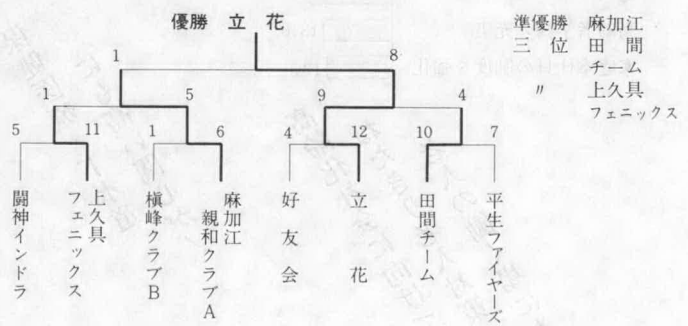 優勝 立花
準優勝 麻加江
三位 田間チーム
〃 上久具フェニックス
1 8
1 5 9 4
5 11 1 6 4 12 10 7
闘神インドラ
上久具フェニックス
槇峰クラブB
麻加江親和クラブA
好友会
立花
田間チーム
平生ファイヤーズ